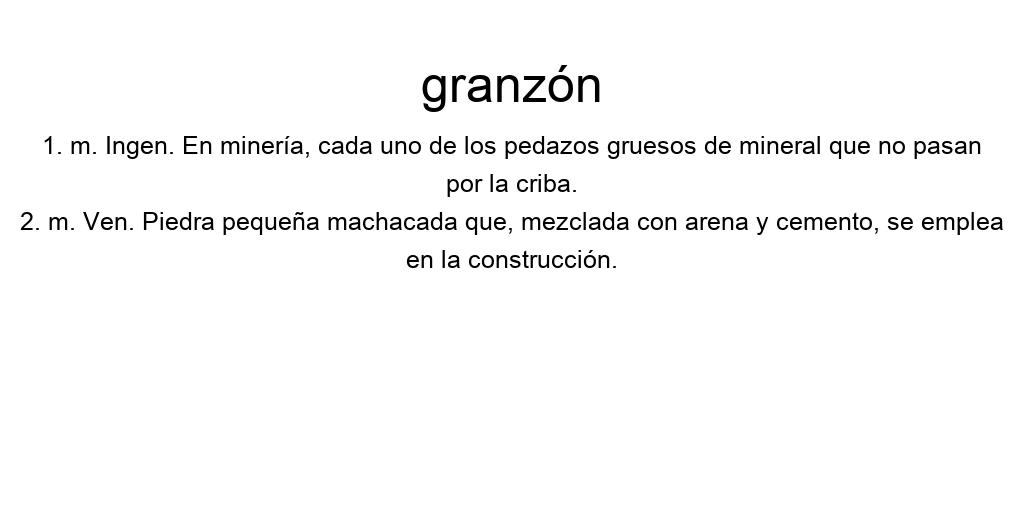 granzón
1. m. Ingen. En minería, cada uno de los pedazos gruesos de mineral que no pasan
por la criba.
2. m. Ven. Piedra pequeña machacada que, mezclada con arena y cemento, se emplea
en la construcción.